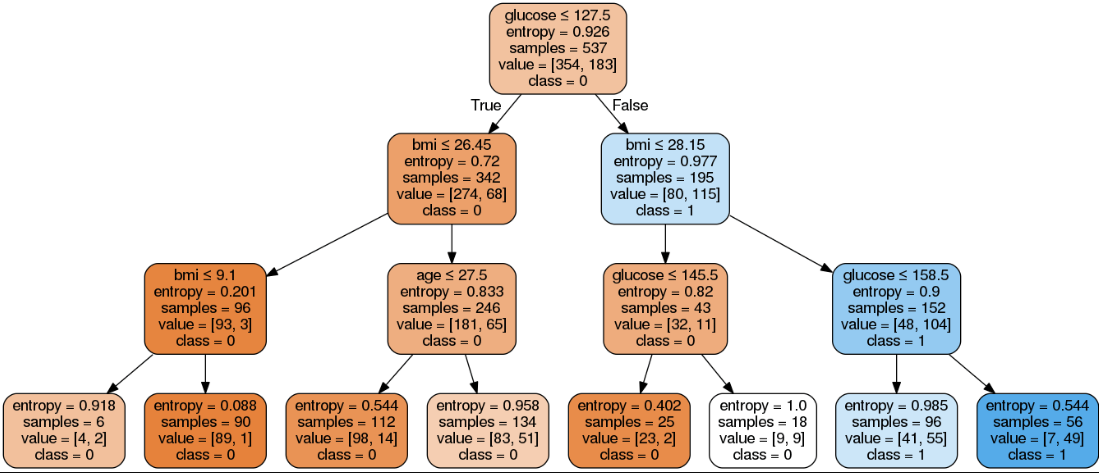 glucose ≤ 127.5
entropy = 0.926
samples = 537
value = [354, 183]
class = 0
True
False
bmi ≤ 26.45
entropy = 0.72
samples = 342
value = [274, 68]
class = 0
bmi ≤ 28.15
entropy = 0.977
samples = 195
value = [80, 115]
class = 1
bmi ≤ 9.1
entropy = 0.201
samples = 96
value = [93, 3]
class = 0
age ≤ 27.5
entropy = 0.833
samples = 246
value = [181, 65]
class = 0
glucose ≤ 145.5
entropy = 0.82
samples = 43
value = [32, 11]
class = 0
glucose ≤ 158.5
entropy = 0.9
samples = 152
value = [48, 104]
class = 1
entropy = 0.918
samples = 6
value = [4, 2]
class = 0
entropy = 0.088
samples = 90
value = [89, 1]
class = 0
entropy = 0.544
samples = 112
value = [98, 14]
class = 0
entropy = 0.958
samples = 134
value = [83, 51]
class = 0
entropy = 0.402
samples = 25
value = [23, 2]
class = 0
entropy = 1.0
samples = 18
value = [9, 9]
class = 0
entropy = 0.985
samples = 96
value = [41, 55]
class = 1
entropy = 0.544
samples = 56
value = [7, 49]
class = 1